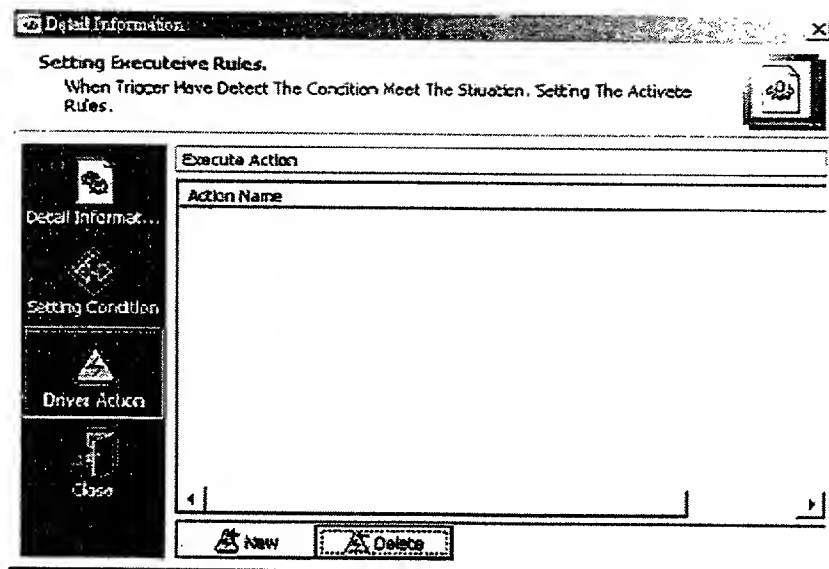 Detail Information
Setting Executeive Rules.
When Trigger Have Detect The Condition Meet The Stiuation. Setting The Activate
Rules.
Execute Action
Action Name
Detail Informat...
Setting Condition
Driver Action
Close
New
Delete